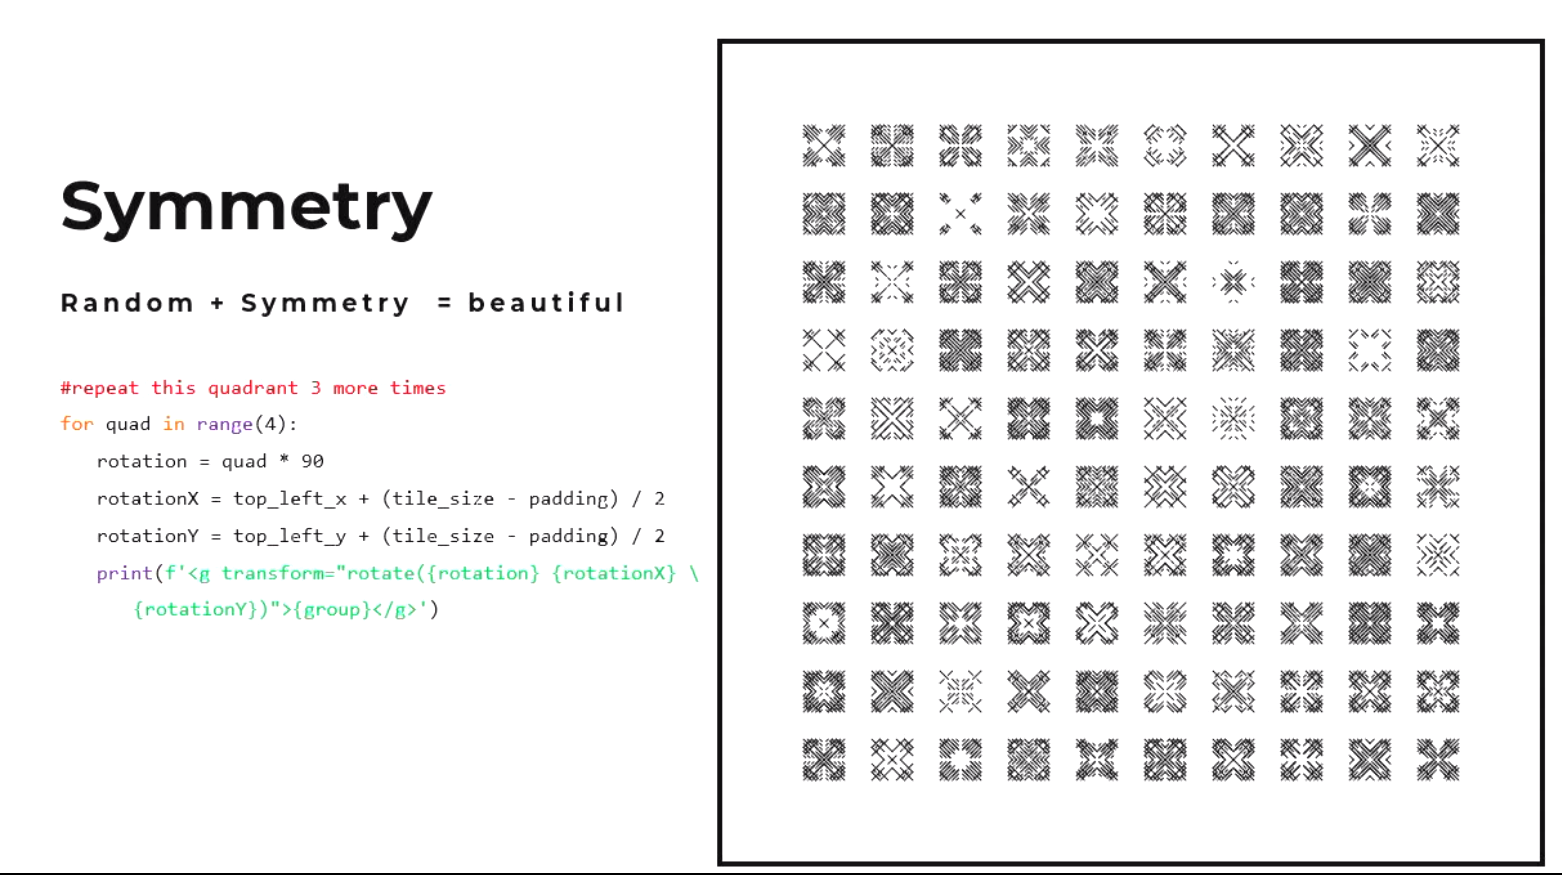 Symmetry
Random + Symmetry = beautiful
#repeat this quadrant 3 more times
for quad in range(4):
rotation = quad * 90
rotationX = top_left_x + (tile_size - padding) / 2
rotationY = top_left_y + (tile_size - padding) / 2
print(f'<g transform="rotate({rotation} {rotationX} \
{rotationY})">{group}</g>')